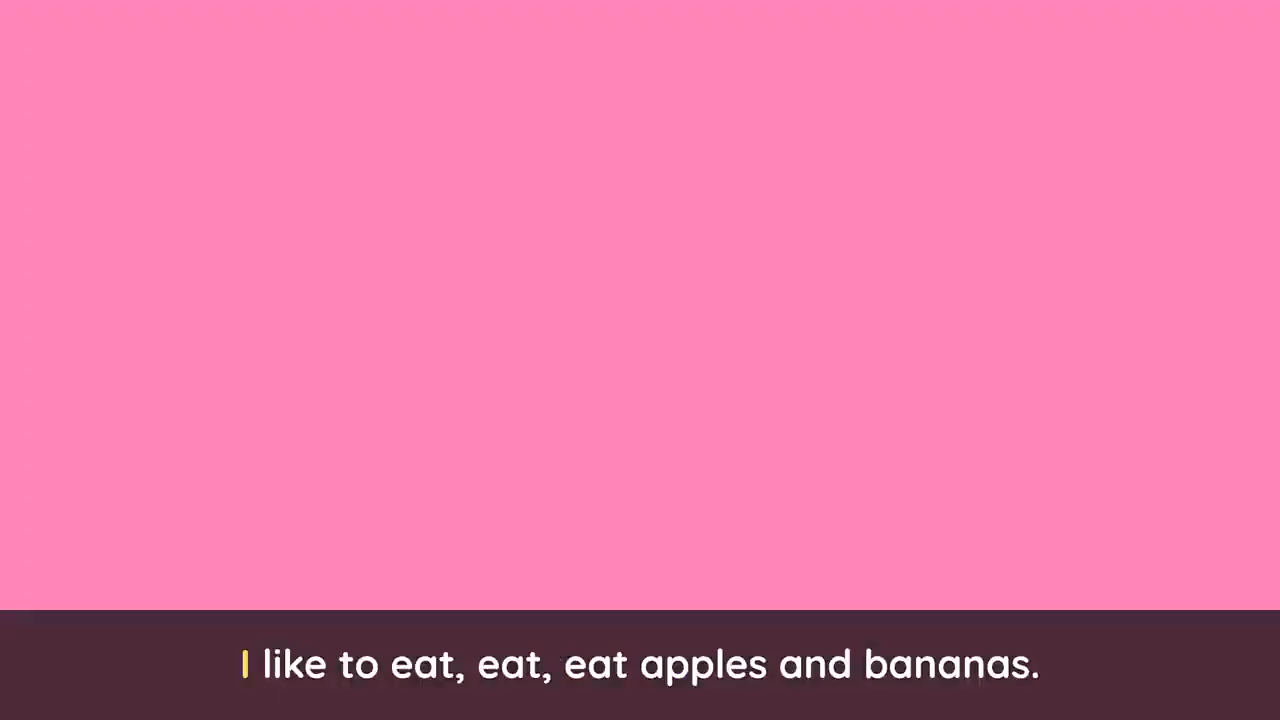 I like to eat, eat, eat apples and bananas.